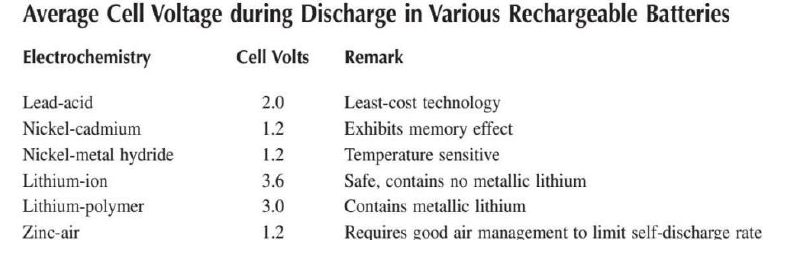 Average Cell Voltage during Discharge in Various Rechargeable Batteries
Electrochemistry Cell Volts Remark
Lead-acid 2.0 Least-cost technology
Nickel-cadmium 1.2 Exhibits memory effect
Nickel-metal hydride 1.2 Temperature sensitive
Lithium-ion 3.6 Safe, contains no metallic lithium
Lithium-polymer 3.0 Contains metallic lithium
Zinc-air 1.2 Requires good air management to limit self-discharge rate